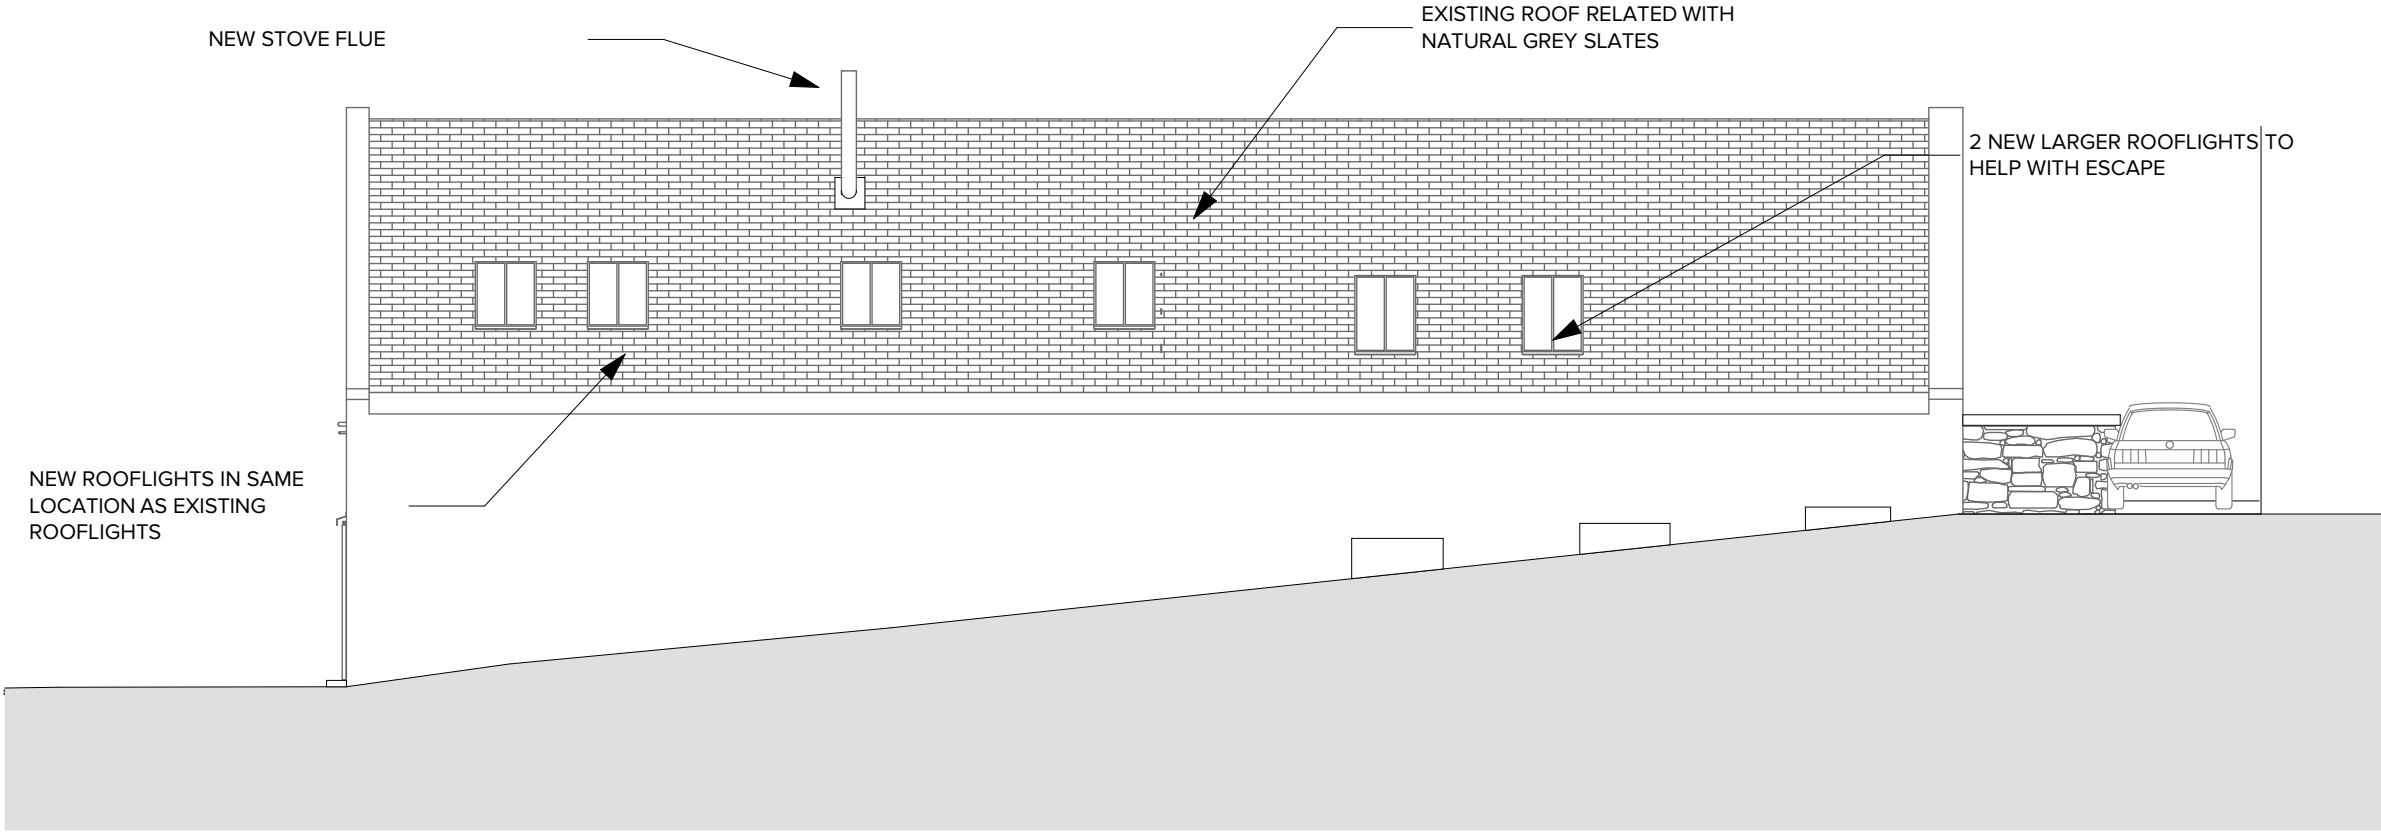 NEW STOVE FLUE
EXISTING ROOF RELATED WITH
NATURAL GREY SLATES
2 NEW LARGER ROOFLIGHTS TO
HELP WITH ESCAPE
NEW ROOFLIGHTS IN SAME
LOCATION AS EXISTING
ROOFLIGHTS